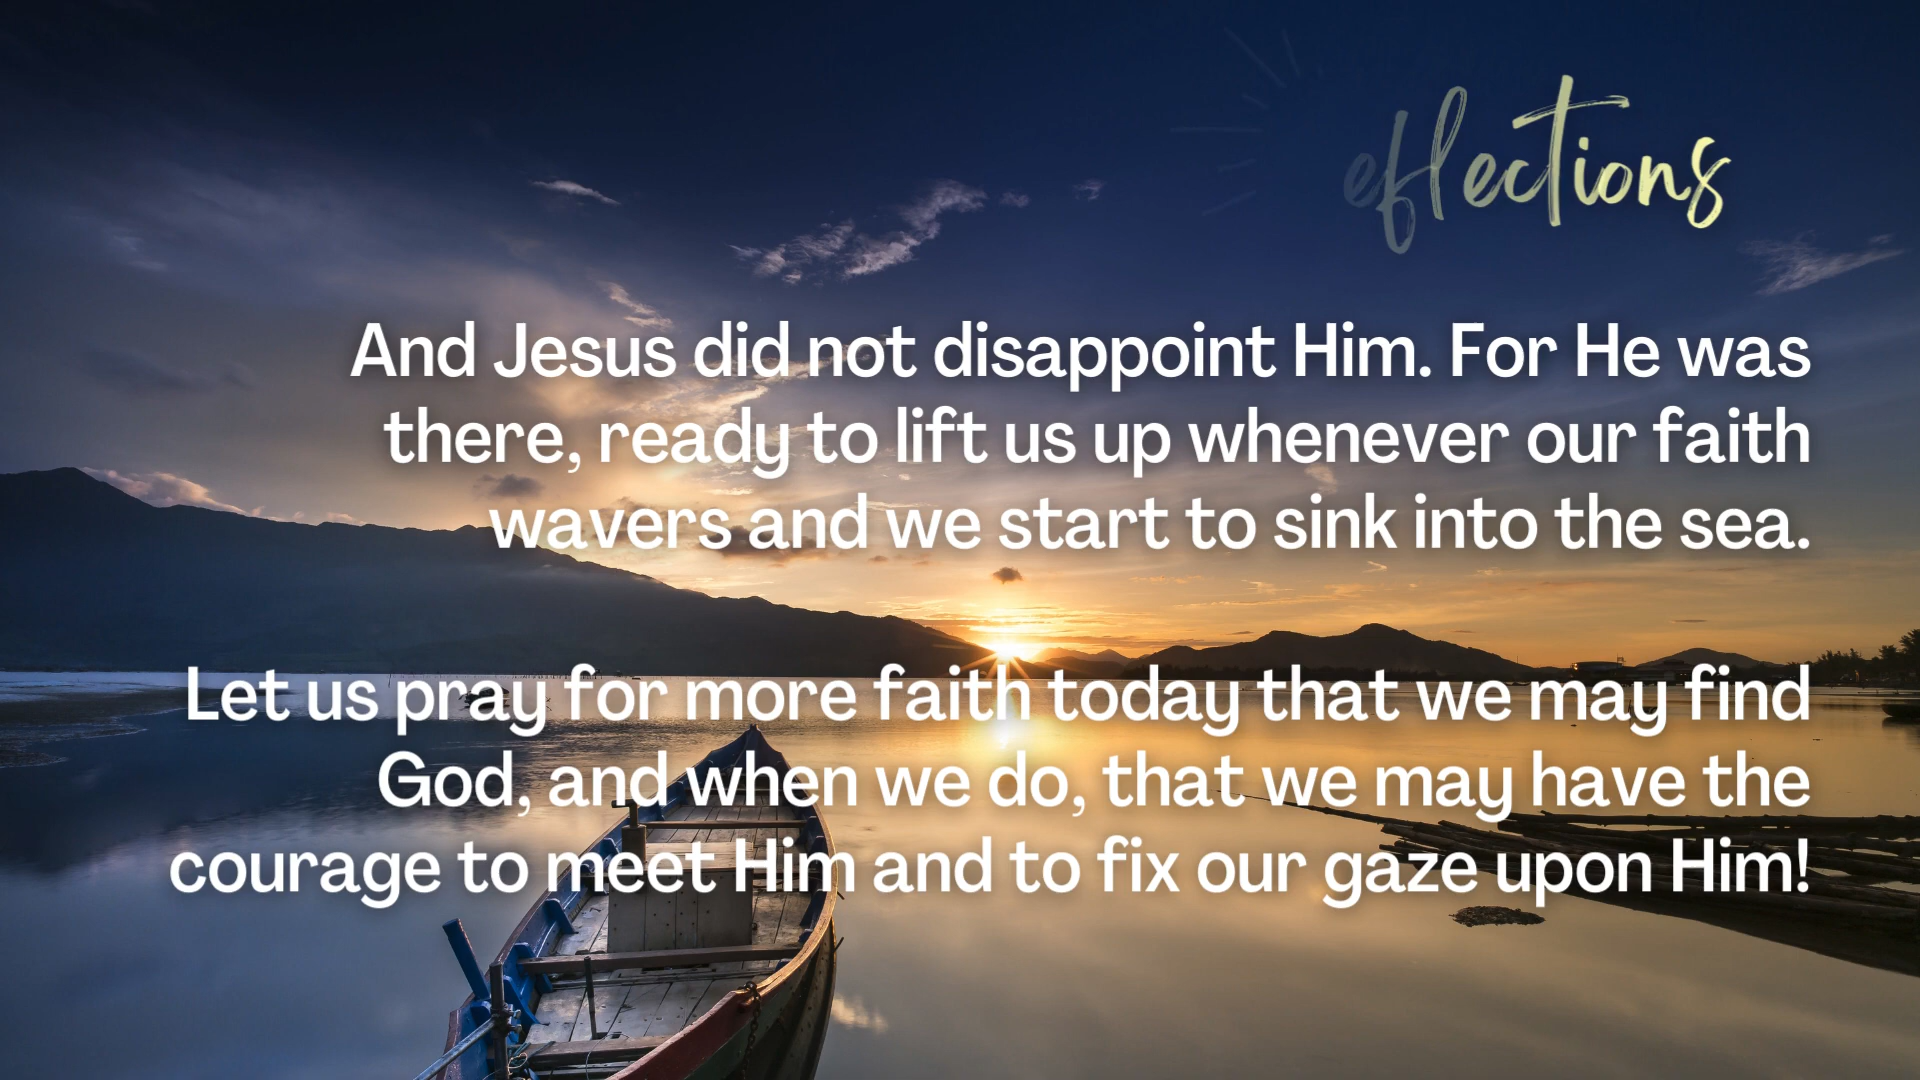 eflections
And Jesus did not disappoint Him. For He was
there, ready to lift us up whenever our faith
wavers and we start to sink into the sea.
Let us pray for more faith today that we may find
God, and when we do, that we may have the
courage to meet Him and to fix our gaze upon Him!